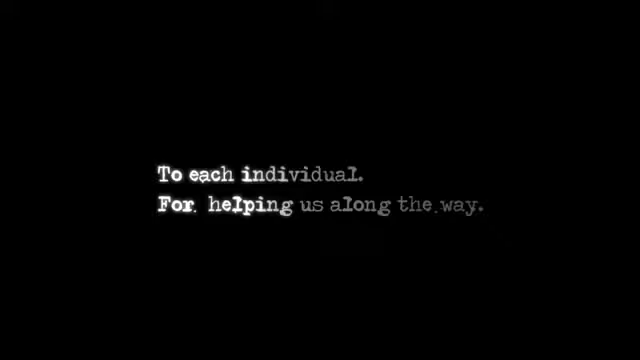 To each individual.
For. helping us along the.way.